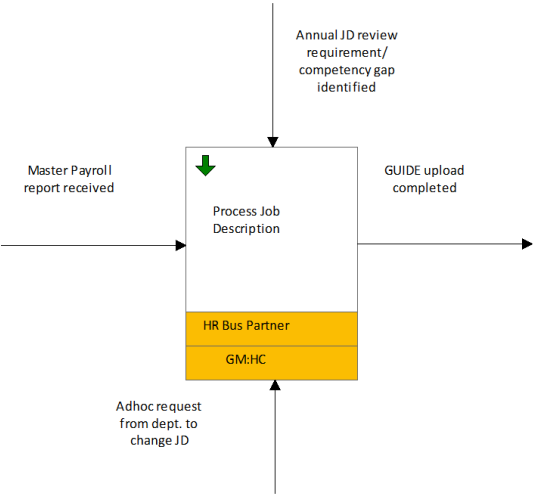 Annual JD review
requirement/
competency gap
identified
Master Payroll
report received
GUIDE upload
completed
Process Job
Description
HR Bus Partner
GM:HC
Adhoc request
from dept. to
change JD